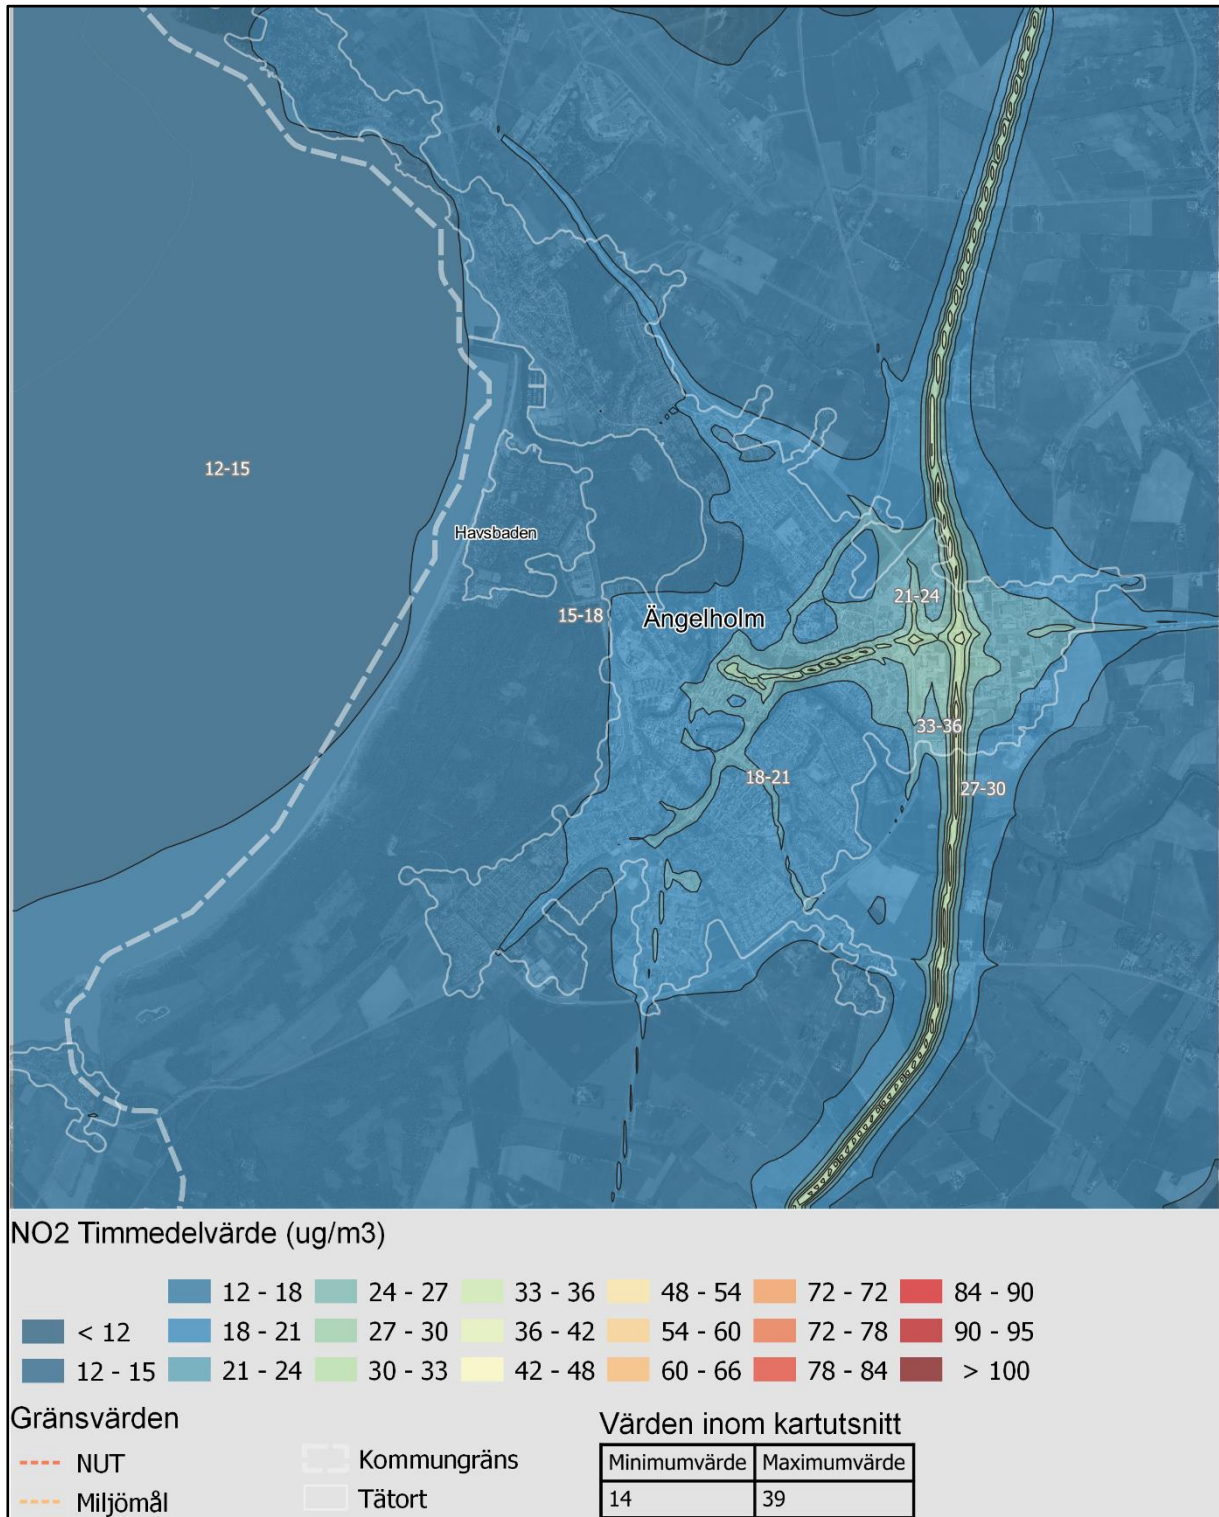 12-15
Havsbaden
15-18
Ängelholm
21-24
33-36
18-21
27-30
NO2 Timmedelvärde (ug/m3)
12 - 18 24 - 27 33 - 36 48 - 54 72 - 72 84 - 90
< 12 18 - 21 27 - 30 36 - 42 54 - 60 72 - 78 90 - 95
12 - 15 21 - 24 30 - 33 42 - 48 60 - 66 78 - 84 > 100
Gränsvärden
NUT
Miljömål
Kommungräns
Tätort
Värden inom kartutsnitt
Minimumvärde Maximumvärde
14 39